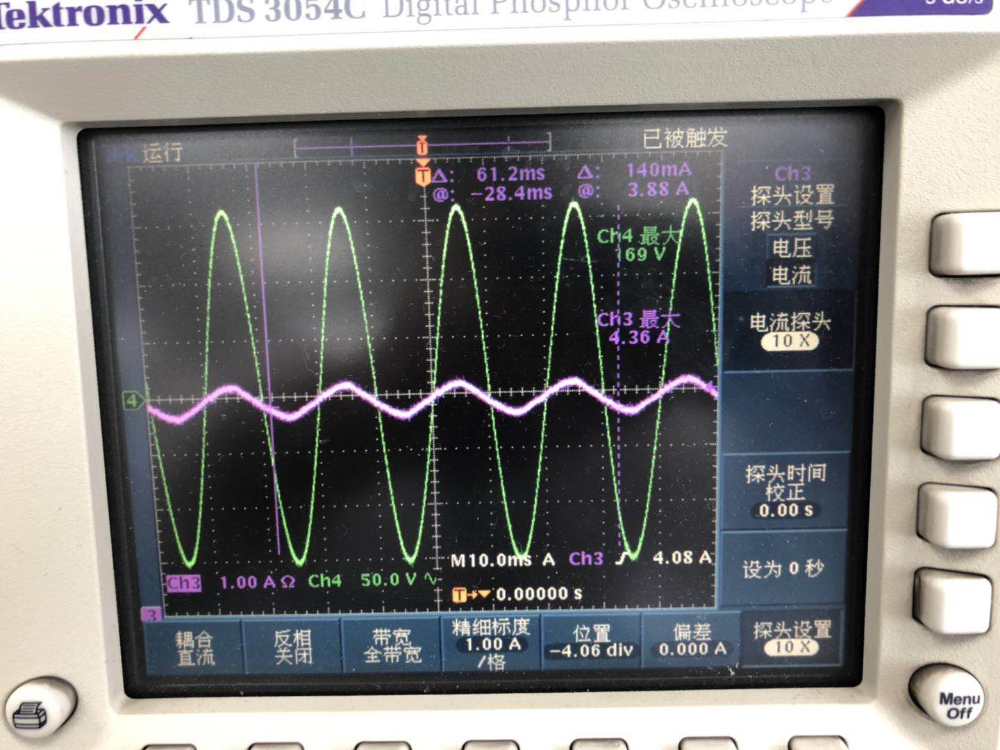 Tektronix TDS 3054C Digital Phosphor Oscilloscope
5 GS/s
运行
已被触发
Δ: 61.2ms Δ: 140mA
@: -28.4ms @: 3.88 A
Ch4 最大
169 V
Ch3 最大
4.36 A
4
M10.0ms A Ch3 4.08 A
Ch3 1.00 A Ω Ch4 50.0 V
T 0.00000 s
3
Ch3
探头设置
探头型号
电压
电流
电流探头
10 X
探头时间
校正
0.00 s
设为 0 秒
探头设置
10 X
耦合
直流
反相
关闭
带宽
全带宽
精细标度
1.00 A
/格
位置
-4.06 div
偏差
0.000 A
Menu
Off